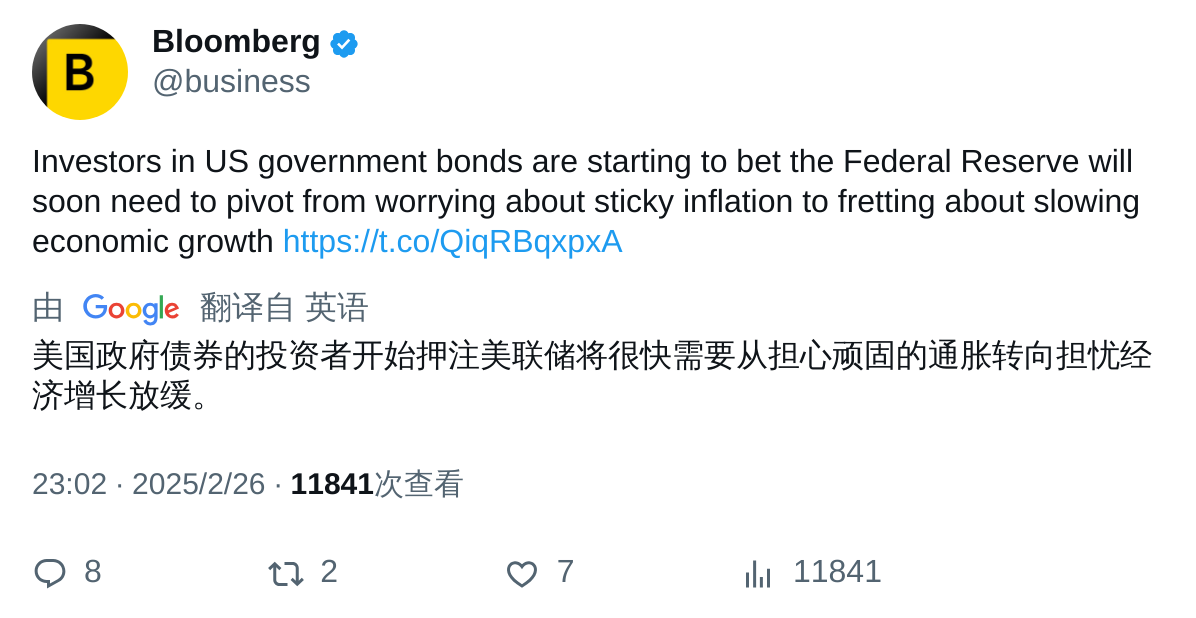 B
Bloomberg
@business
Investors in US government bonds are starting to bet the Federal Reserve will
soon need to pivot from worrying about sticky inflation to fretting about slowing
economic growth https://t.co/QiqRBqxpxA
由 Google 翻译自 英语
美国政府债券的投资者开始押注美联储将很快需要从担心顽固的通胀转向担忧经
济增长放缓。
23:02 · 2025/2/26 · 11841次查看
8 2 7 11841